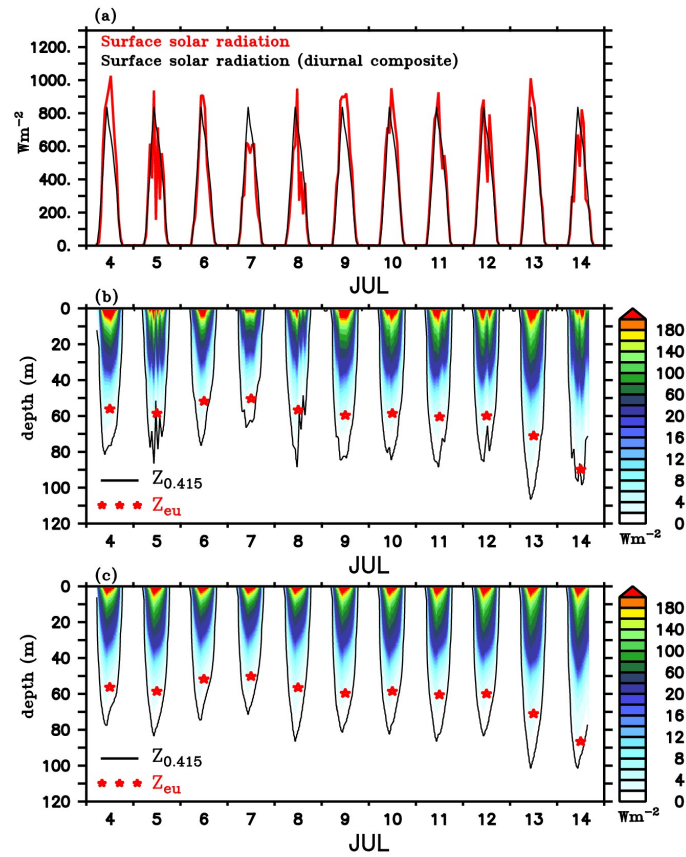 (a)
Surface solar radiation
Surface solar radiation (diurnal composite)
1200.
1000.
800.
600.
400.
200.
0.
Wm−2
4 5 6 7 8 9 10 11 12 13 14
JUL
(b)
0
20
40
60
80
100
120
depth (m)
Z0.415
Zeu
4 5 6 7 8 9 10 11 12 13 14
JUL
180
140
100
60
20
16
12
8
4
0
Wm−2
(c)
0
20
40
60
80
100
120
depth (m)
Z0.415
Zeu
4 5 6 7 8 9 10 11 12 13 14
JUL
180
140
100
60
20
16
12
8
4
0
Wm−2